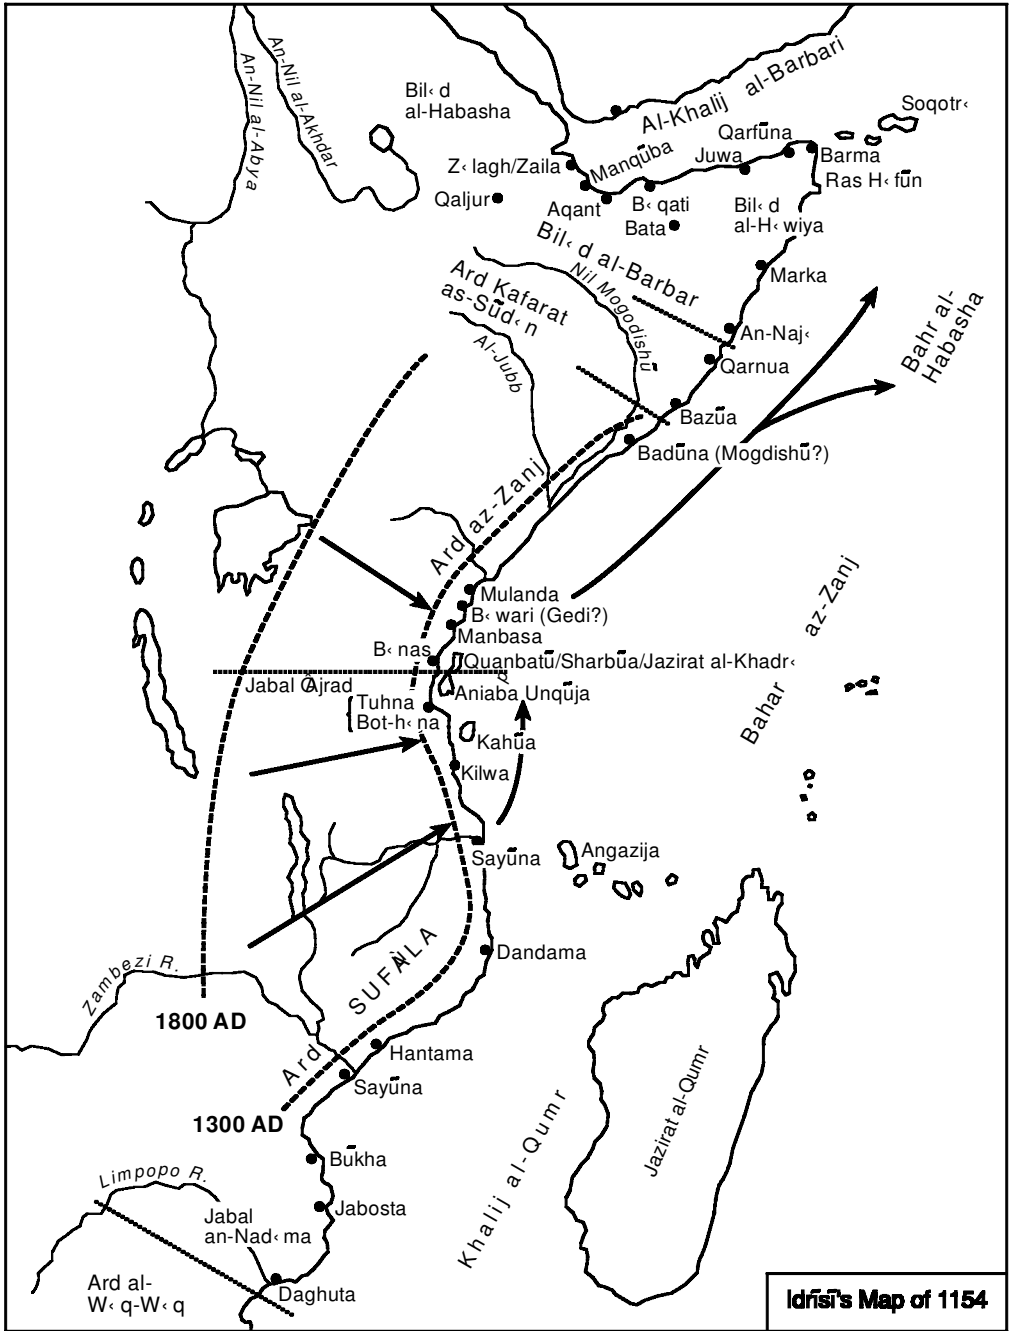 An-Nil al-Abya
An-Nil al-Akhdar
Bil‹ d
al-Habasha
Al-Khalij al-Barbari
Soqotr‹
Qarfūna
Z‹ lagh/Zaila
Manqūba
Juwa
Barma
Ras H‹ fūn
Qaljur
Aqant
B‹ qati
Bata
Bil‹ d
al-H‹ wiya
Bil‹ d al-Barbar
Marka
Ard Kafarat
as-Sūd‹ n
Nil Mogodishū
An-Naj‹
Bahr al-
Habasha
Al-Jubb
Qarnua
Bazūa
Badūna (Mogdishū?)
Ard az-Zanj
Mulanda
B‹ wari (Gedi?)
Manbasa
Bahar az-Zanj
B‹ nas
Quanbatū/Sharbūa/Jazirat al-Khadr‹
Aniaba Unqūja
Tuhna
Bot-h‹ na
Kahūa
Kilwa
Sayūna
Angazija
Dandama
Ard SUFÀLA
Zambezi R.
1800 AD
Hantama
Sayūna
1300 AD
Jazirat al-Qumr
Khalij al-Qumr
Būkha
Limpopo R.
Jabosta
Jabal
an-Nad‹ ma
Ard al-
W‹ q-W‹ q
Daghuta
Idrīsī's Map of 1154